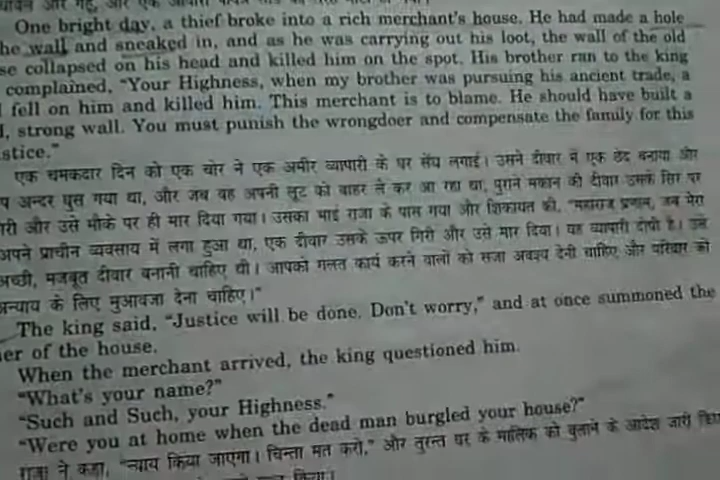 One bright day, a thief broke into a rich merchant's house. He had made a hole
he wall and sneaked in, and as he was carrying out his loot, the wall of the old
se collapsed on his head and killed him on the spot. His brother ran to the king
complained, "Your Highness, when my brother was pursuing his ancient trade, a
fell on him and killed him. This merchant is to blame. He should have built a
, strong wall. You must punish the wrongdoer and compensate the family for this
stice."
एक चमकदार दिन को एक चोर ने एक अमीर व्यापारी के घर सेंध लगाई। उसने दीवार में एक छेद बनाया और
प अन्दर घुस गया था, और जब वह अपनी लूट को बाहर ले कर आ रहा था, पुराने मकान की दीवार उसके सिर पर
री और उसे मौके पर ही मार दिया गया। उसका भाई राजा के पास गया और शिकायत की, "महाराज प्रणाम, जब मेरा
अपने प्राचीन व्यवसाय में लगा हुआ था, एक दीवार उसके ऊपर गिरी और उसे मार दिया। यह व्यापारी दोषी है। उसे
अच्छी, मजबूत दीवार बनानी चाहिए थी। आपको गलत कार्य करने वालों को सजा अवश्य देनी चाहिए और परिवार को
अन्याय के लिए मुआवजा देना चाहिए।"
The king said, "Justice will be done. Don't worry," and at once summoned the
er of the house.
When the merchant arrived, the king questioned him.
"What's your name?"
"Such and Such, your Highness."
"Were you at home when the dead man burgled your house?"
राजा ने कहा, "न्याय किया जाएगा। चिन्ता मत करो," और तुरन्त घर के मालिक को बुलाने के आदेश जारी